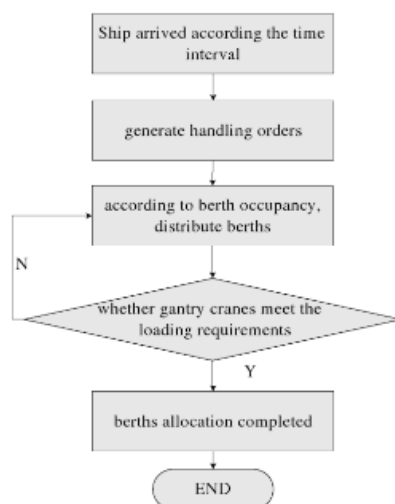 Ship arrived according the time
interval
generate handling orders
according to berth occupancy,
distribute berths
N
whether gantry cranes meet the
loading requirements
Y
berths allocation completed
END